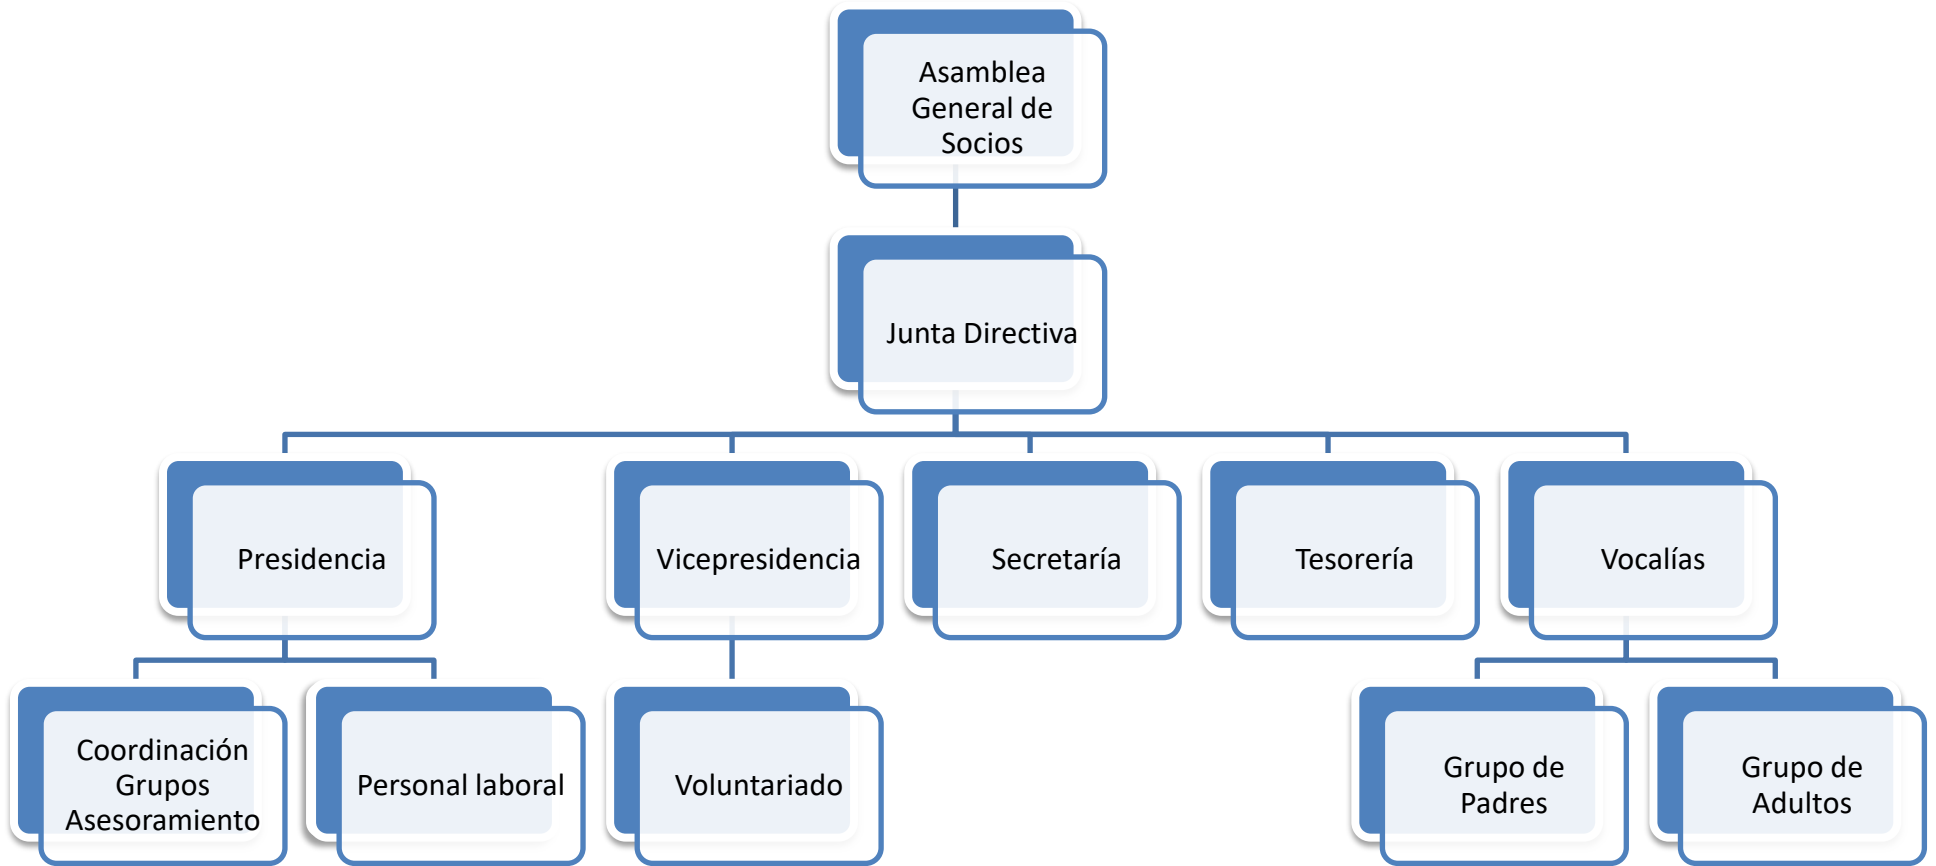 Asamblea
General de
Socios
Junta Directiva
Presidencia
Vicepresidencia
Secretaría
Tesorería
Vocalías
Coordinación
Grupos
Asesoramiento
Personal laboral
Voluntariado
Grupo de
Padres
Grupo de
Adultos